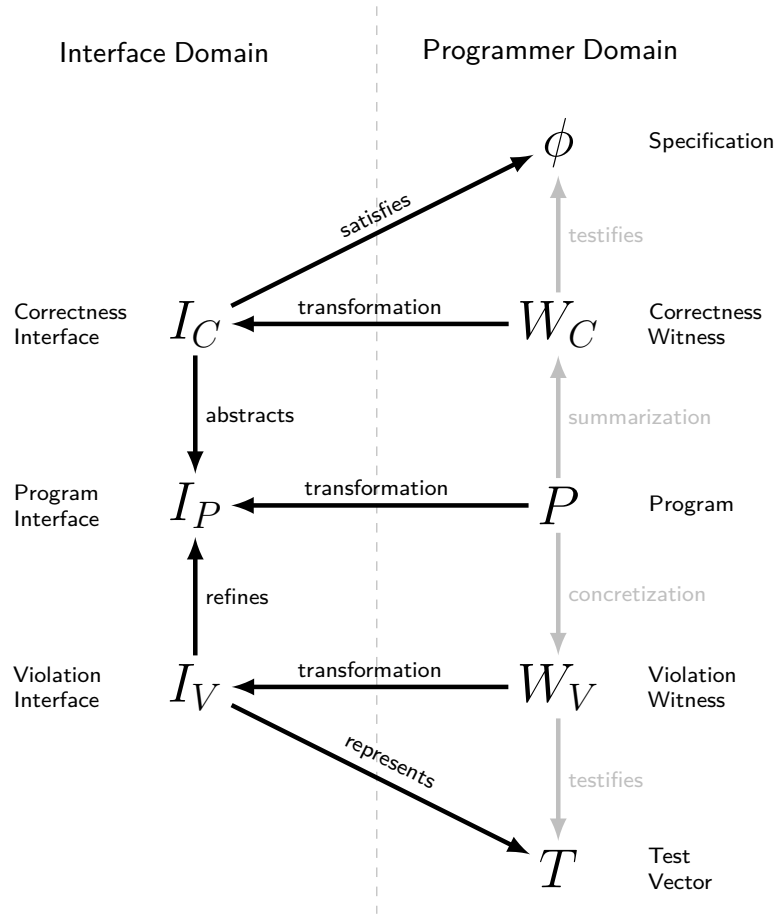 Interface Domain
Programmer Domain
ϕ
Specification
satisfies
testifies
Correctness
Interface
I_C
transformation
W_C
Correctness
Witness
abstracts
summarization
Program
Interface
I_P
transformation
P
Program
refines
concretization
Violation
Interface
I_V
transformation
W_V
Violation
Witness
represents
testifies
T
Test
Vector